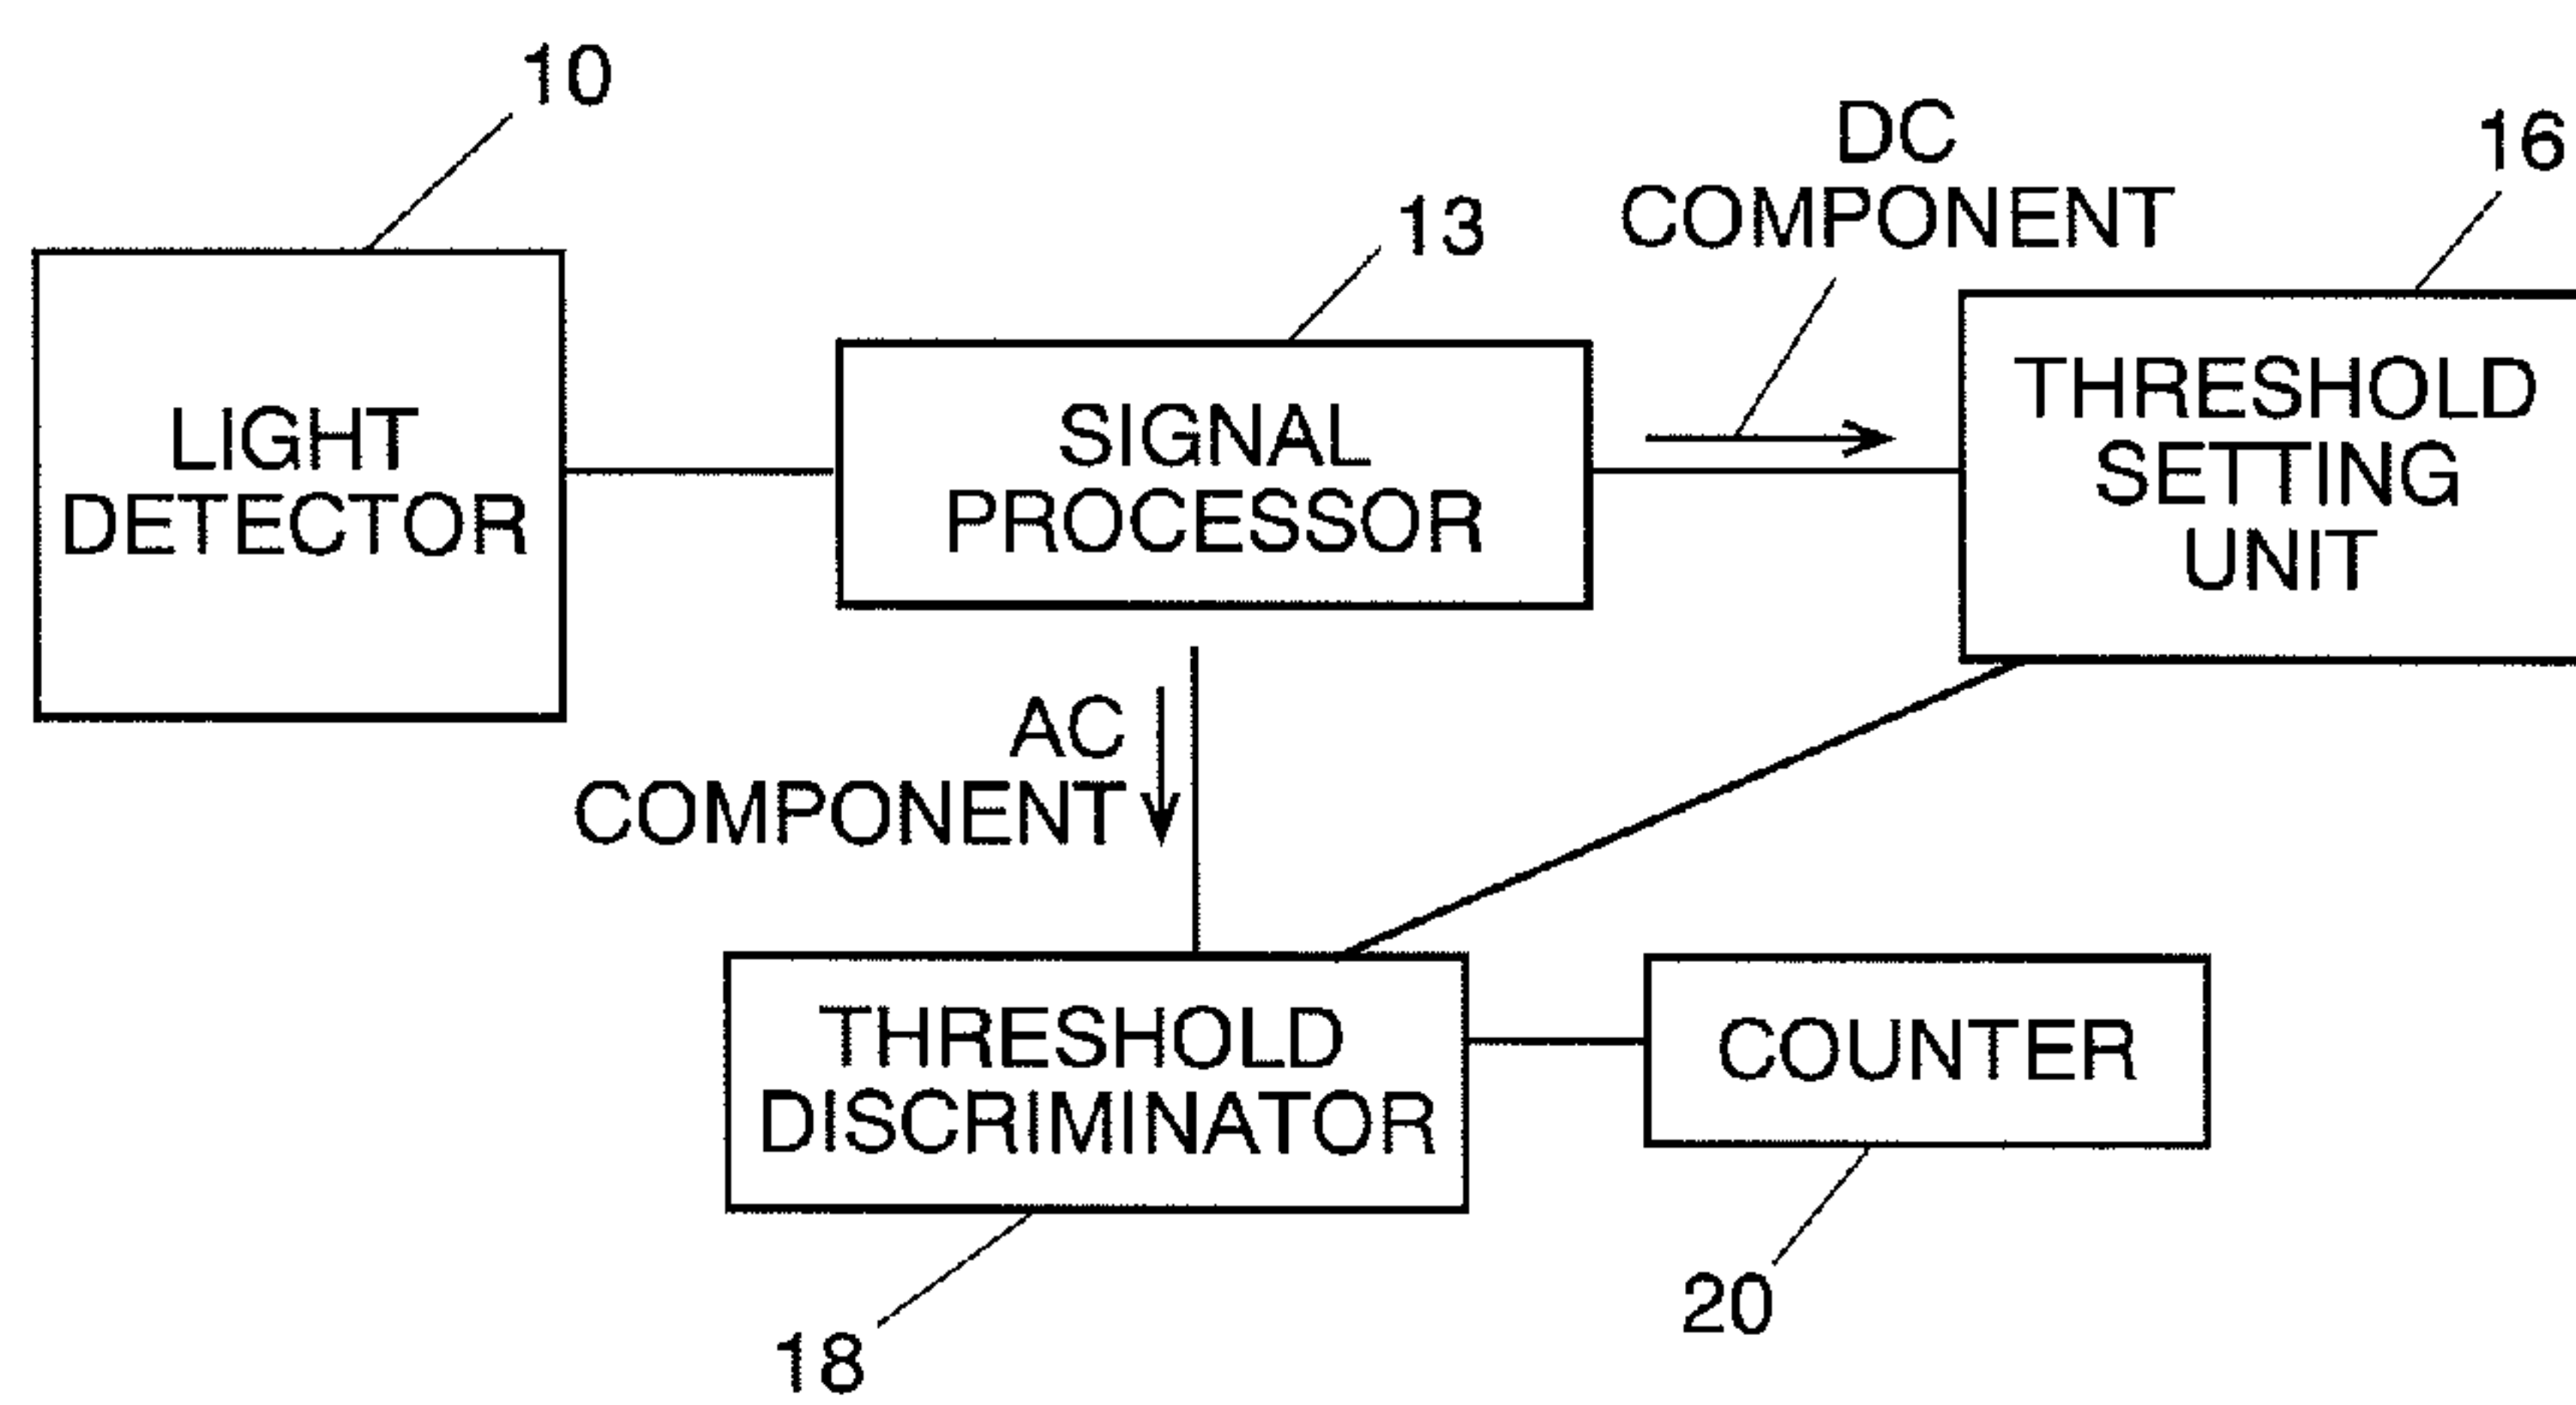 10
DC
COMPONENT
16
13
LIGHT
DETECTOR
SIGNAL
PROCESSOR
THRESHOLD
SETTING
UNIT
AC
COMPONENT
THRESHOLD
DISCRIMINATOR
COUNTER
20
18